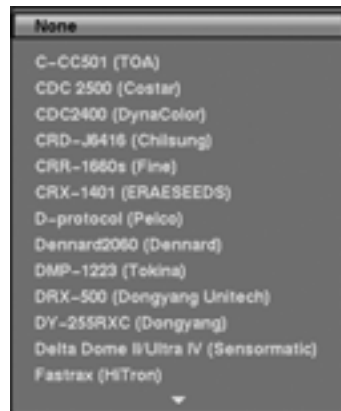 None
C-CC501 (TOA)
CDC 2500 (Costar)
CDC2400 (DynaColor)
CRD-J6416 (Chilsung)
CRR-1660s (Fine)
CRX-1401 (ERAESEEDS)
D-protocol (Pelco)
Dennard2060 (Dennard)
DMP-1223 (Tokina)
DRX-500 (Dongyang Unitech)
DY-255RXC (Dongyang)
Delta Dome II/Ultra IV (Sensormatic)
Fastrax (HiTron)